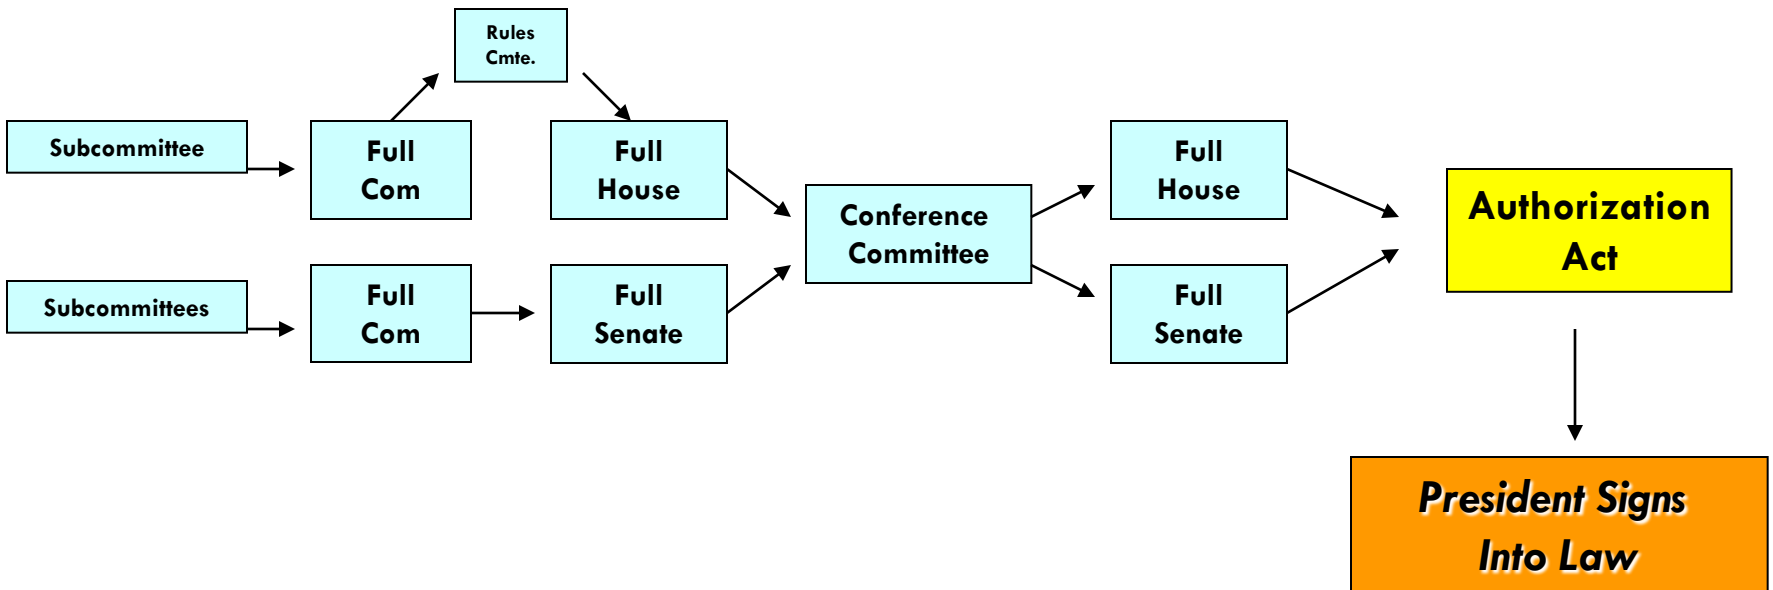 Rules
Cmte.
Subcommittee
Full
Com
Full
House
Full
House
Authorization
Act
Conference
Committee
Subcommittees
Full
Com
Full
Senate
Full
Senate
President Signs
Into Law